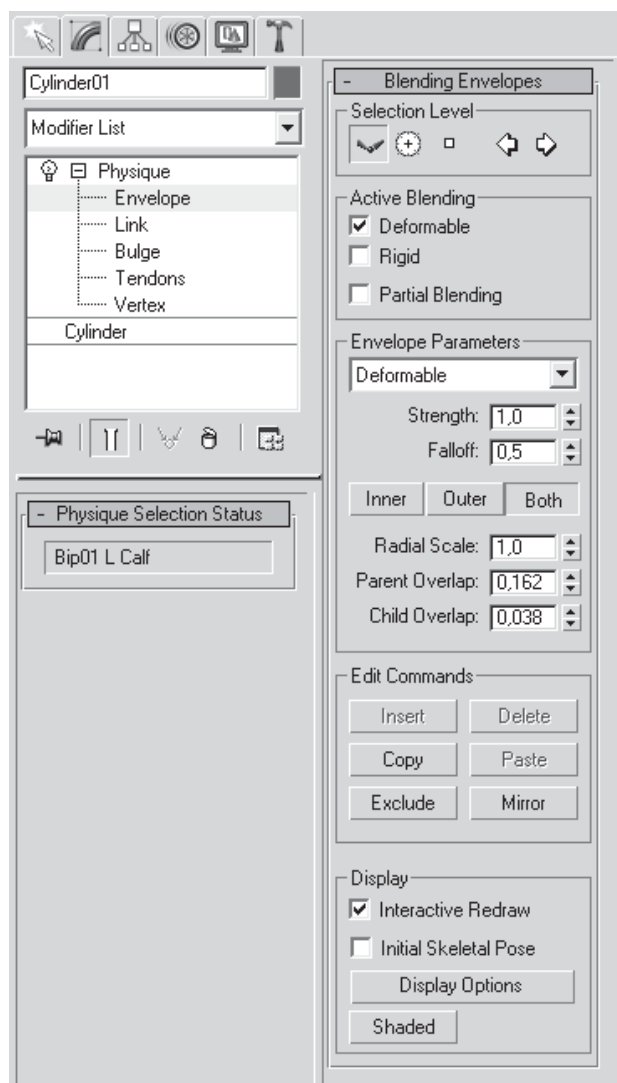 Cylinder01
Modifier List
Physique
Envelope
Link
Bulge
Tendons
Vertex
Cylinder
- Physique Selection Status
Bip01 L Calf
- Blending Envelopes
Selection Level
Active Blending
Deformable
Rigid
Partial Blending
Envelope Parameters
Deformable
Strength: 1,0
Falloff: 0,5
Inner Outer Both
Radial Scale: 1,0
Parent Overlap: 0,162
Child Overlap: 0,038
Edit Commands
Insert Delete
Copy Paste
Exclude Mirror
Display
Interactive Redraw
Initial Skeletal Pose
Display Options
Shaded